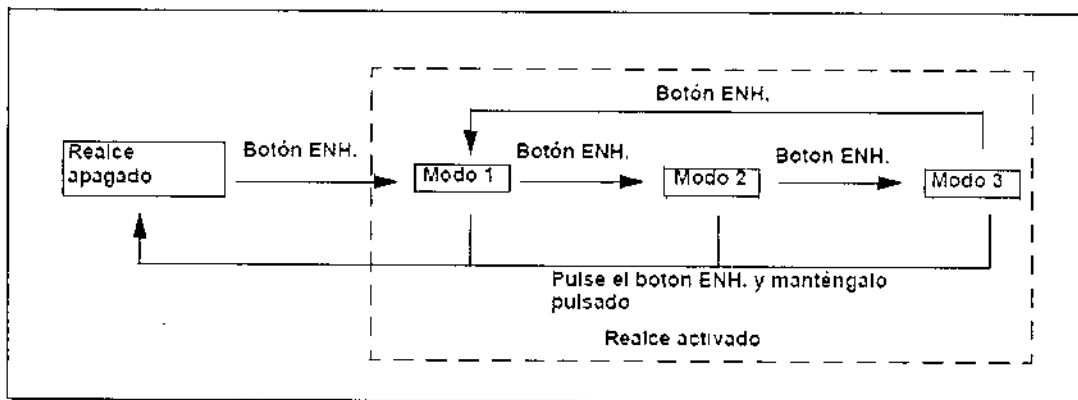 Botón ENH.
Realce
apagado
Botón ENH.
Modo 1
Botón ENH.
Modo 2
Boton ENH.
Modo 3
Pulse el boton ENH. y manténgalo
pulsado
Realce activado